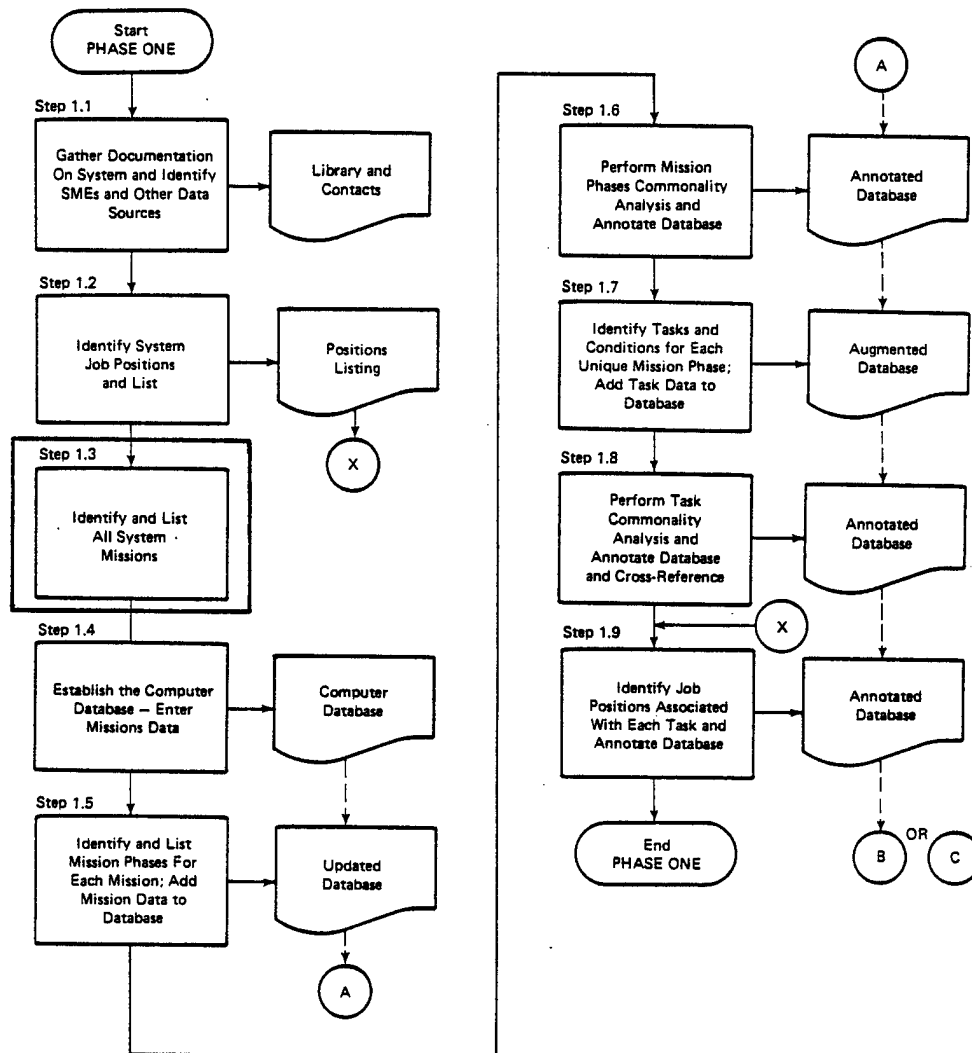 Start
PHASE ONE
Step 1.1
Gather Documentation
On System and Identify
SMEs and Other Data
Sources
Library and
Contacts
Step 1.2
Identify System
Job Positions
and List
Positions
Listing
X
Step 1.3
Identify and List
All System
Missions
Step 1.4
Establish the Computer
Database — Enter
Missions Data
Computer
Database
Step 1.5
Identify and List
Mission Phases For
Each Mission; Add
Mission Data to
Database
Updated
Database
A
A
Step 1.6
Perform Mission
Phases Commonality
Analysis and
Annotate Database
Annotated
Database
Step 1.7
Identify Tasks and
Conditions for Each
Unique Mission Phase;
Add Task Data to
Database
Augmented
Database
Step 1.8
Perform Task
Commonality
Analysis and
Annotate Database
and Cross-Reference
Annotated
Database
X
Step 1.9
Identify Job
Positions Associated
With Each Task and
Annotate Database
Annotated
Database
End
PHASE ONE
B
OR
C